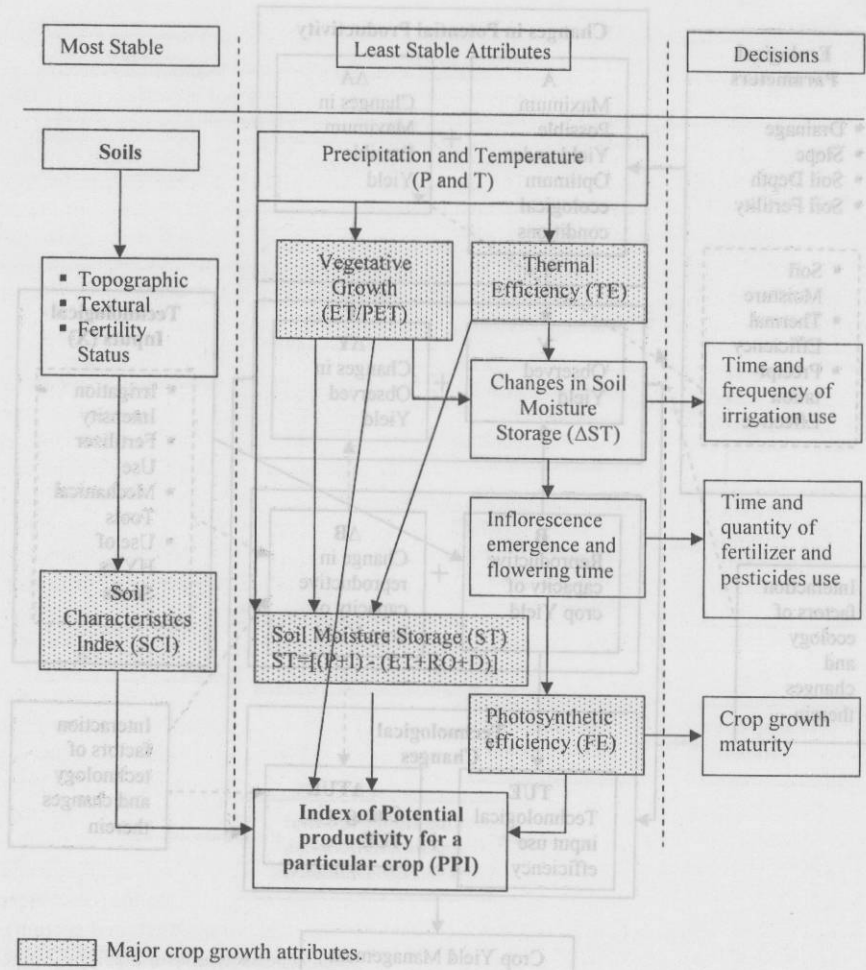 Most Stable
Least Stable Attributes
Decisions
Soils
Precipitation and Temperature
(P and T)
Vegetative
Growth
(ET/PET)
Thermal
Efficiency (TE)
▪ Topographic
▪ Textural
▪ Fertility
Status
Changes in Soil
Moisture
Storage (ΔST)
Time and
frequency of
irrigation use
Inflorescence
emergence and
flowering time
Time and
quantity of
fertilizer and
pesticides use
Soil
Characteristics
Index (SCI)
Soil Moisture Storage (ST)
ST=[(P+I) - (ET+RO+D)]
Photosynthetic
efficiency (FE)
Crop growth
maturity
Index of Potential
productivity for a
particular crop (PPI)
Major crop growth attributes.